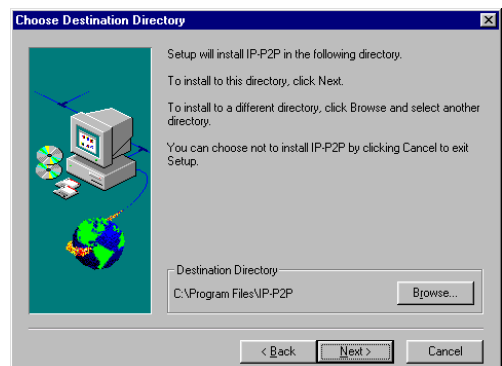 Choose Destination Directory
Setup will install IP-P2P in the following directory.
To install to this directory, click Next.
To install to a different directory, click Browse and select another
directory.
You can choose not to install IP-P2P by clicking Cancel to exit
Setup.
Destination Directory
C:\Program Files\IP-P2P
Browse...
< Back
Next >
Cancel